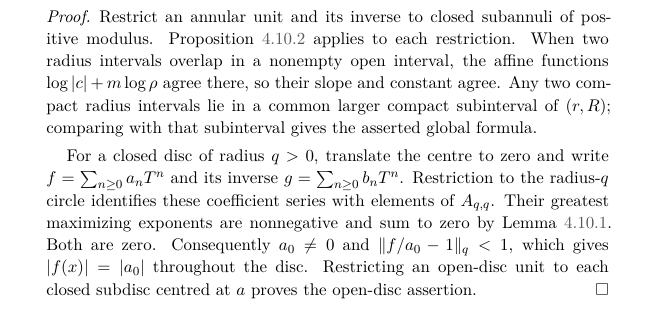 Proof. Restrict an annular unit and its inverse to closed subannuli of pos-
itive modulus. Proposition 4.10.2 applies to each restriction. When two
radius intervals overlap in a nonempty open interval, the affine functions
log |c| + m log ρ agree there, so their slope and constant agree. Any two com-
pact radius intervals lie in a common larger compact subinterval of (r, R);
comparing with that subinterval gives the asserted global formula.
For a closed disc of radius q > 0, translate the centre to zero and write
f = ∑_{n≥0} a_n T^n and its inverse g = ∑_{n≥0} b_n T^n. Restriction to the radius-q
circle identifies these coefficient series with elements of A_{q,q}. Their greatest
maximizing exponents are nonnegative and sum to zero by Lemma 4.10.1.
Both are zero. Consequently a_0 ≠ 0 and ‖f/a_0 − 1‖_q < 1, which gives
|f(x)| = |a_0| throughout the disc. Restricting an open-disc unit to each
closed subdisc centred at a proves the open-disc assertion. □